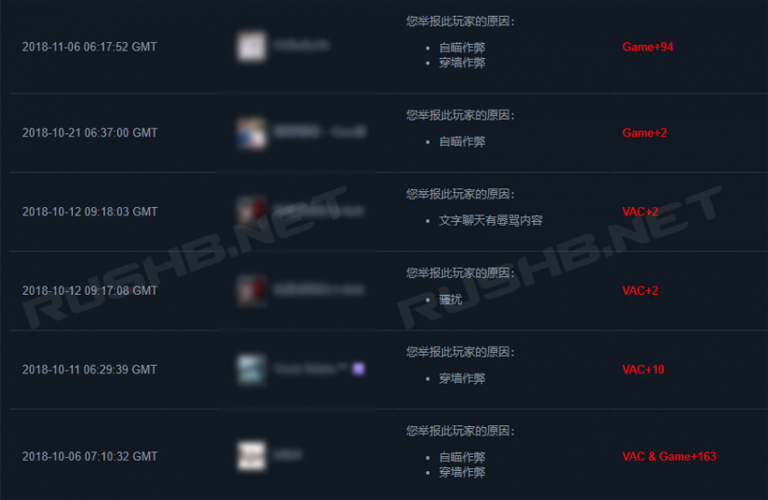 您举报此玩家的原因:
2018-11-06 06:17:52 GMT
自瞄作弊
穿墙作弊
Game+94
您举报此玩家的原因:
2018-10-21 06:37:00 GMT
自瞄作弊
Game+2
您举报此玩家的原因:
2018-10-12 09:18:03 GMT
文字聊天有辱骂内容
VAC+2
您举报此玩家的原因:
2018-10-12 09:17:08 GMT
骚扰
VAC+2
您举报此玩家的原因:
2018-10-11 06:29:39 GMT
穿墙作弊
VAC+10
您举报此玩家的原因:
2018-10-06 07:10:32 GMT
自瞄作弊
穿墙作弊
VAC & Game+163
RUSHB.NET
RUSHB.NET